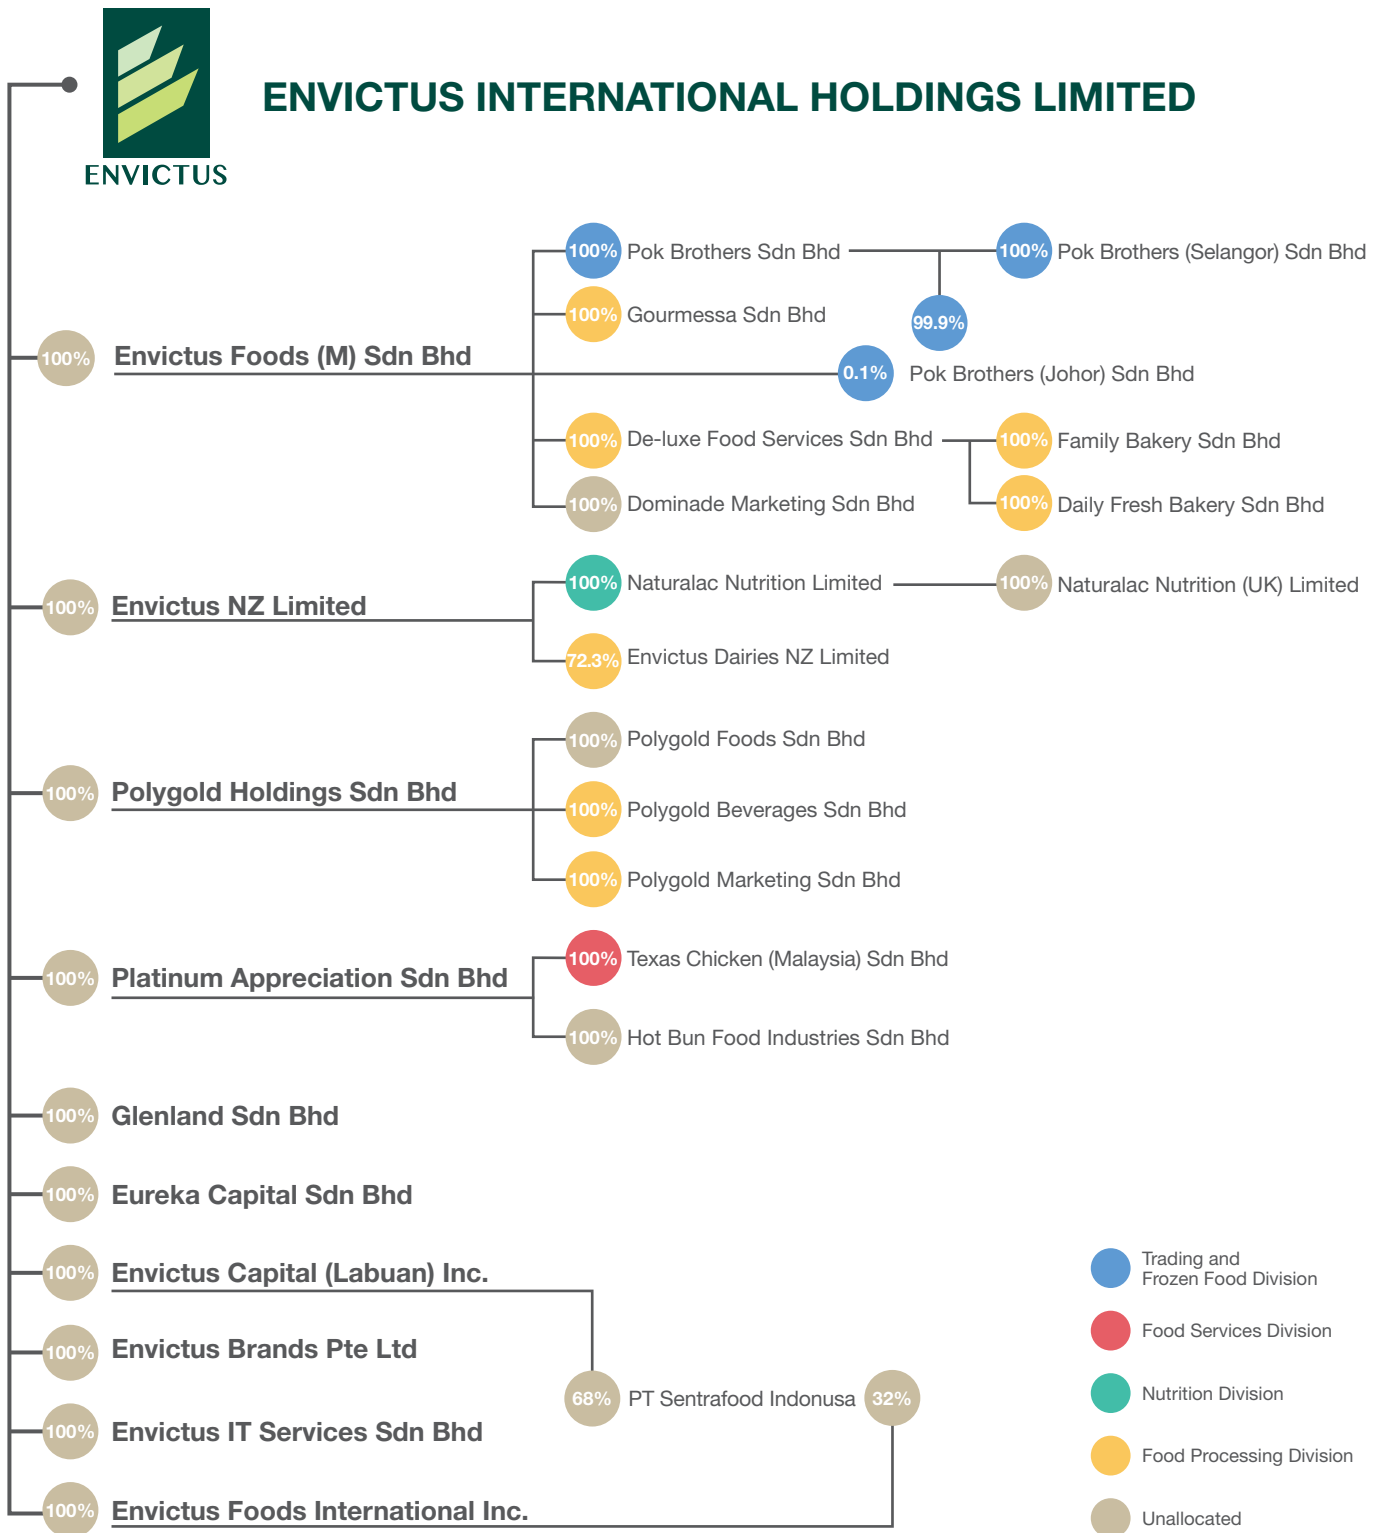 ENVICTUS
ENVICTUS INTERNATIONAL HOLDINGS LIMITED
100% Envictus Foods (M) Sdn Bhd
100% Pok Brothers Sdn Bhd
100% Pok Brothers (Selangor) Sdn Bhd
99.9%
100% Gourmessa Sdn Bhd
0.1% Pok Brothers (Johor) Sdn Bhd
100% De-luxe Food Services Sdn Bhd
100% Family Bakery Sdn Bhd
100% Daily Fresh Bakery Sdn Bhd
100% Dominade Marketing Sdn Bhd
100% Envictus NZ Limited
100% Naturalac Nutrition Limited
100% Naturalac Nutrition (UK) Limited
72.3% Envictus Dairies NZ Limited
100% Polygold Holdings Sdn Bhd
100% Polygold Foods Sdn Bhd
100% Polygold Beverages Sdn Bhd
100% Polygold Marketing Sdn Bhd
100% Platinum Appreciation Sdn Bhd
100% Texas Chicken (Malaysia) Sdn Bhd
100% Hot Bun Food Industries Sdn Bhd
100% Glenland Sdn Bhd
100% Eureka Capital Sdn Bhd
100% Envictus Capital (Labuan) Inc.
100% Envictus Brands Pte Ltd
68% PT Sentrafood Indonusa 32%
100% Envictus IT Services Sdn Bhd
100% Envictus Foods International Inc.
Trading and
Frozen Food Division
Food Services Division
Nutrition Division
Food Processing Division
Unallocated